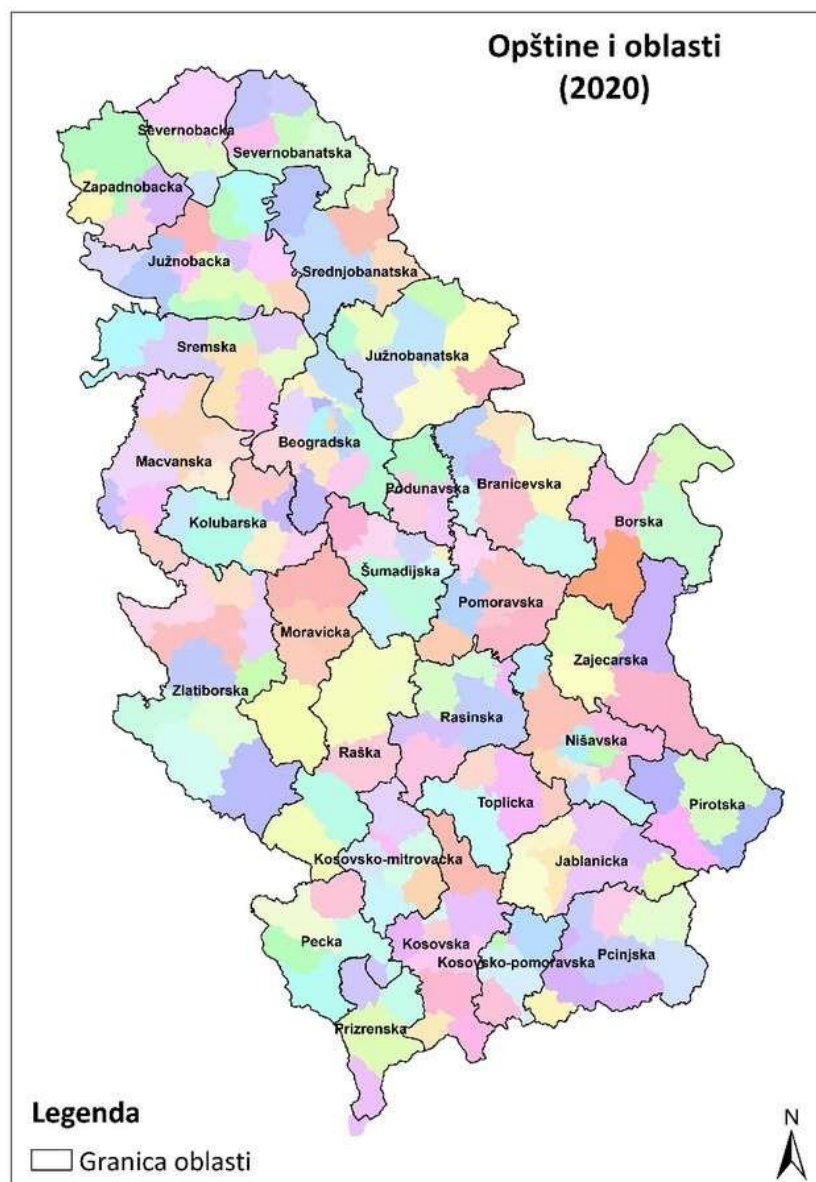 Opštine i oblasti
(2020)
Severnobacka
Severnobanatska
Zapadnobacka
Južnobacka
Srednjobanatska
Sremska
Južnobanatska
Beogradska
Macvanska
Podunavska
Branicevska
Kolubarska
Borska
Šumadijska
Pomoravska
Moravicka
Zajecarska
Zlatiborska
Rasinska
Nišavska
Raška
Toplicka
Pirotska
Kosovsko-mitrovacka
Jablanicka
Pecka
Kosovska
Kosovsko-pomoravska
Pcinjska
Prizrenska
Legenda
Granica oblasti
N